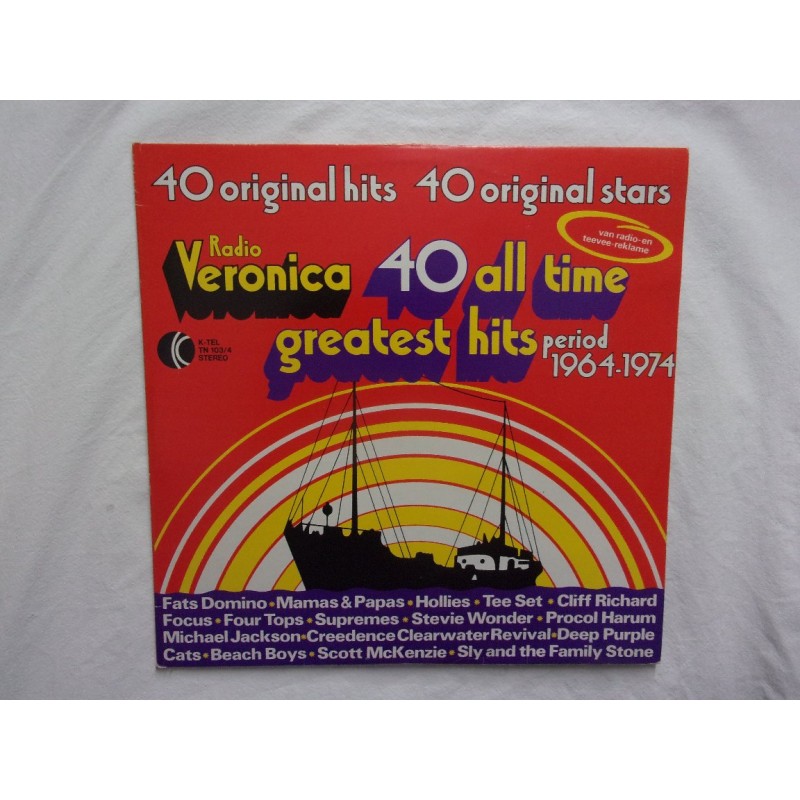 40 original hits 40 original stars
van radio-en
teevee-reklame
Radio
Veronica 40 all time
greatest hits period
1964-1974
K-TEL
TN 103/4
STEREO
Fats Domino • Mamas & Papas • Hollies • Tee Set • Cliff Richard
Focus • Four Tops • Supremes • Stevie Wonder • Procol Harum
Michael Jackson • Creedence Clearwater Revival • Deep Purple
Cats • Beach Boys • Scott McKenzie • Sly and the Family Stone